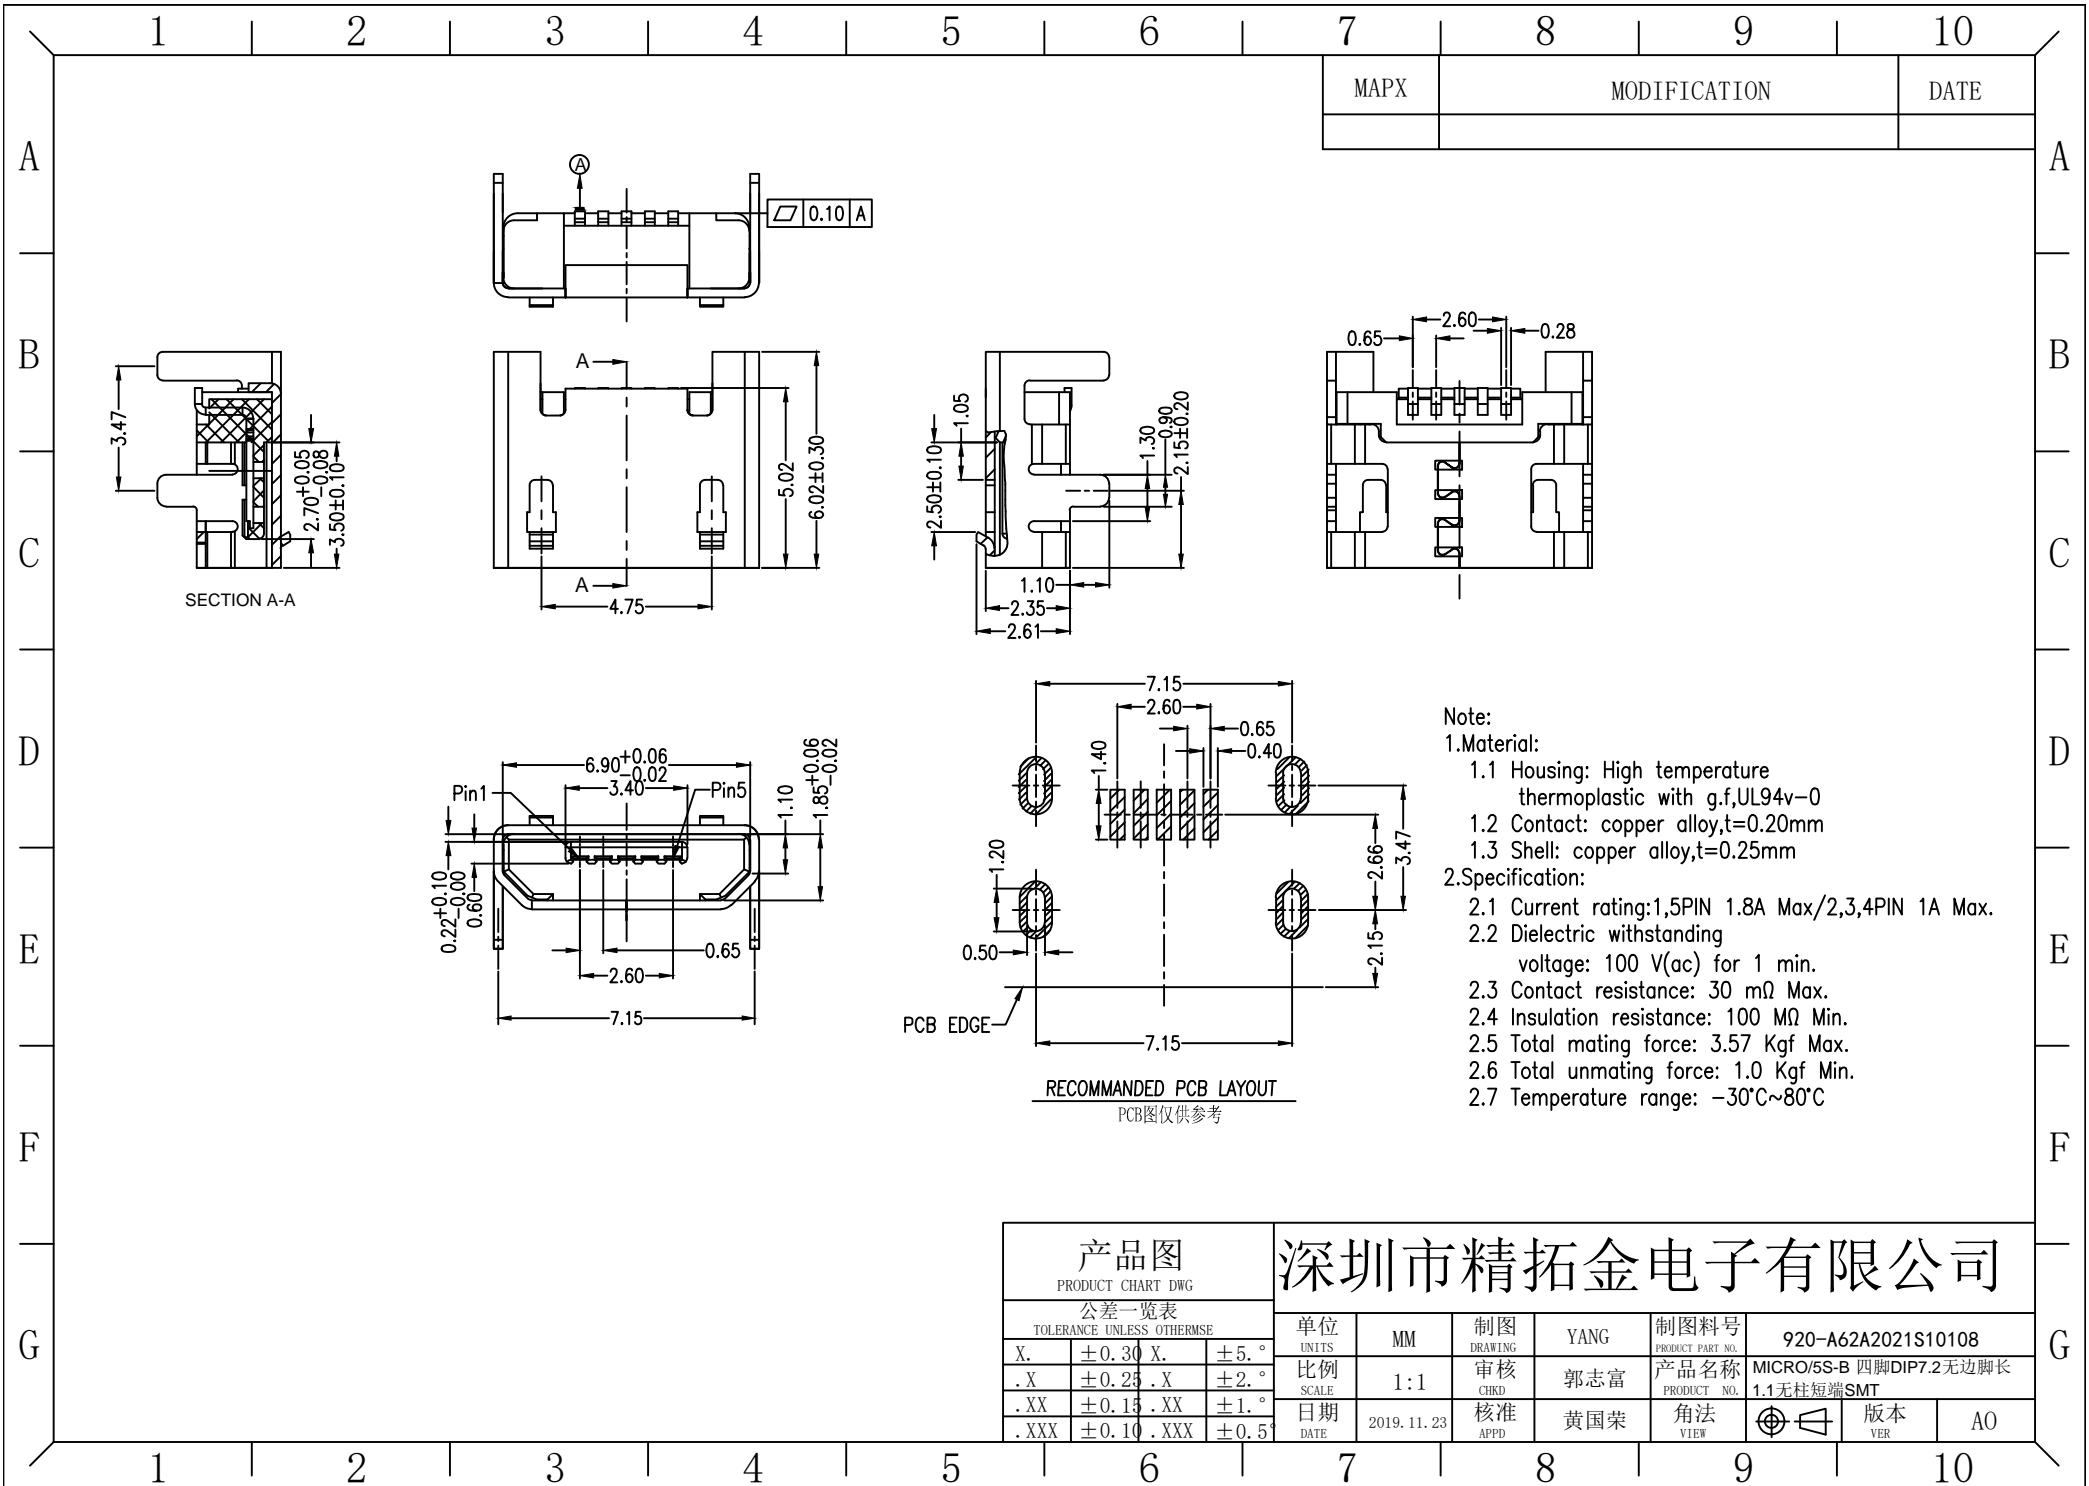 1 2 3 4 5 6 7 8 9 10
MAPX MODIFICATION DATE
A A
A
0.10 A
B B
3.47
2.70+0.05 -0.08
3.50±0.10
SECTION A-A
A
A
5.02
6.02±0.30
4.75
2.50±0.10
1.05
1.30
0.90
2.15±0.20
1.10
2.35
2.61
2.60
0.65
0.28
C C
D D
6.90+0.06 -0.02
3.40
Pin1
Pin5
1.10
1.85+0.06 -0.02
0.22+0.10 -0.00
0.60
0.65
2.60
7.15
7.15
2.60
0.65
0.40
1.40
1.20
0.50
2.66
3.47
2.15
PCB EDGE
7.15
RECOMMANDED PCB LAYOUT
PCB图仅供参考
Note:
1.Material:
1.1 Housing: High temperature
thermoplastic with g.f,UL94v-0
1.2 Contact: copper alloy,t=0.20mm
1.3 Shell: copper alloy,t=0.25mm
2.Specification:
2.1 Current rating:1,5PIN 1.8A Max/2,3,4PIN 1A Max.
2.2 Dielectric withstanding
voltage: 100 V(ac) for 1 min.
2.3 Contact resistance: 30 mΩ Max.
2.4 Insulation resistance: 100 MΩ Min.
2.5 Total mating force: 3.57 Kgf Max.
2.6 Total unmating force: 1.0 Kgf Min.
2.7 Temperature range: -30°C~80°C
E E
F F
G G
产品图
PRODUCT CHART DWG
公差一览表
TOLERANCE UNLESS OTHERMSE
X. ±0.30 X. ±5.°
.X ±0.25 .X ±2.°
.XX ±0.15 .XX ±1.°
.XXX ±0.10 .XXX ±0.5°
深圳市精拓金电子有限公司
单位 UNITS MM 制图 DRAWING YANG 制图料号 PRODUCT PART NO. 920-A62A2021S10108
比例 SCALE 1:1 审核 CHKD 郭志富 产品名称 PRODUCT NO. MICRO/5S-B 四脚DIP7.2无边脚长
1.1无柱短端SMT
日期 DATE 2019.11.23 核准 APPD 黄国荣 角法 VIEW 版本 VER AO
1 2 3 4 5 6 7 8 9 10